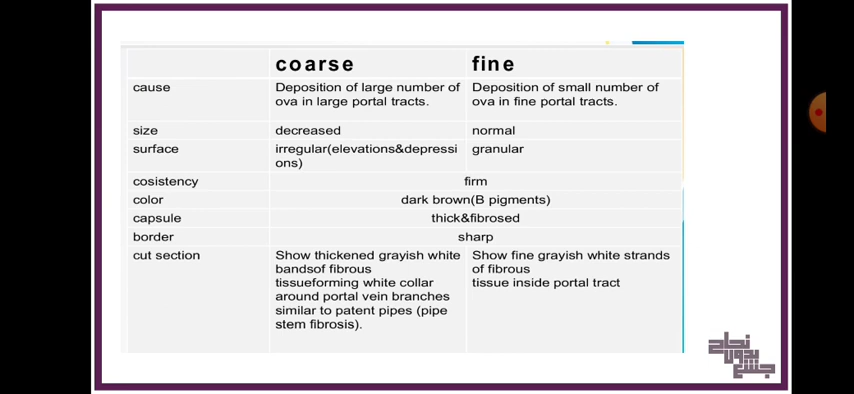 coarse fine
cause Deposition of large number of Deposition of small number of
ova in large portal tracts. ova in fine portal tracts.
size decreased normal
surface irregular(elevations&depressi granular
ons)
cosistency firm
color dark brown(B pigments)
capsule thick&fibrosed
border sharp
cut section Show thickened grayish white Show fine grayish white strands
bandsof fibrous of fibrous
tissueforming white collar tissue inside portal tract
around portal vein branches
similar to patent pipes (pipe
stem fibrosis).